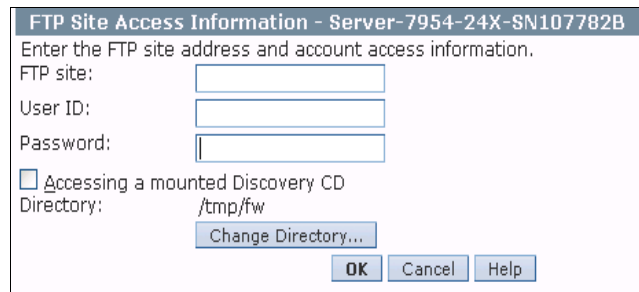 FTP Site Access Information - Server-7954-24X-SN107782B
Enter the FTP site address and account access information.
FTP site:
User ID:
Password:
Accessing a mounted Discovery CD
Directory: /tmp/fw
Change Directory...
OK Cancel Help